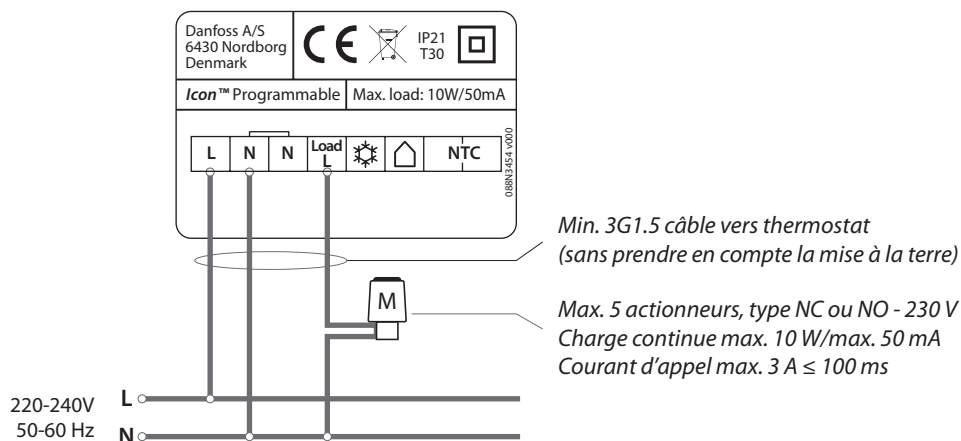 Danfoss A/S
6430 Nordborg
Denmark
CE
IP21
T30
Icon™ Programmable
Max. load: 10W/50mA
L N N Load L NTC
088N3454 v000
Min. 3G1.5 câble vers thermostat
(sans prendre en compte la mise à la terre)
M
Max. 5 actionneurs, type NC ou NO - 230 V
Charge continue max. 10 W/max. 50 mA
Courant d’appel max. 3 A ≤ 100 ms
220-240V
50-60 Hz
L
N